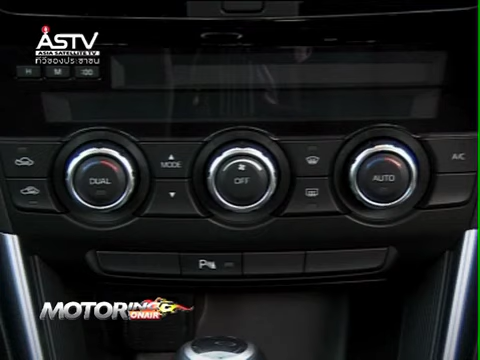 ASTV
ASIA SATELLITE TV
ทีวีของประชาชน
H M :00
DUAL
MODE
OFF
AUTO
A/C
P
MOTORING
ONAIR